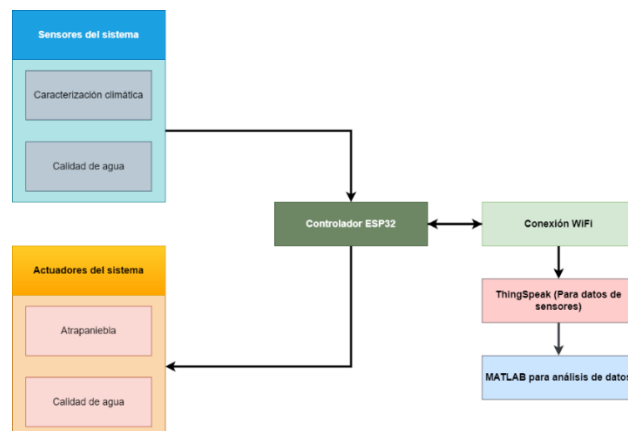 Sensores del sistema
Caracterización climática
Calidad de agua
Controlador ESP32
Conexión WiFi
Actuadores del sistema
ThingSpeak (Para datos de
sensores)
Atrapaniebla
MATLAB para análisis de datos
Calidad de agua